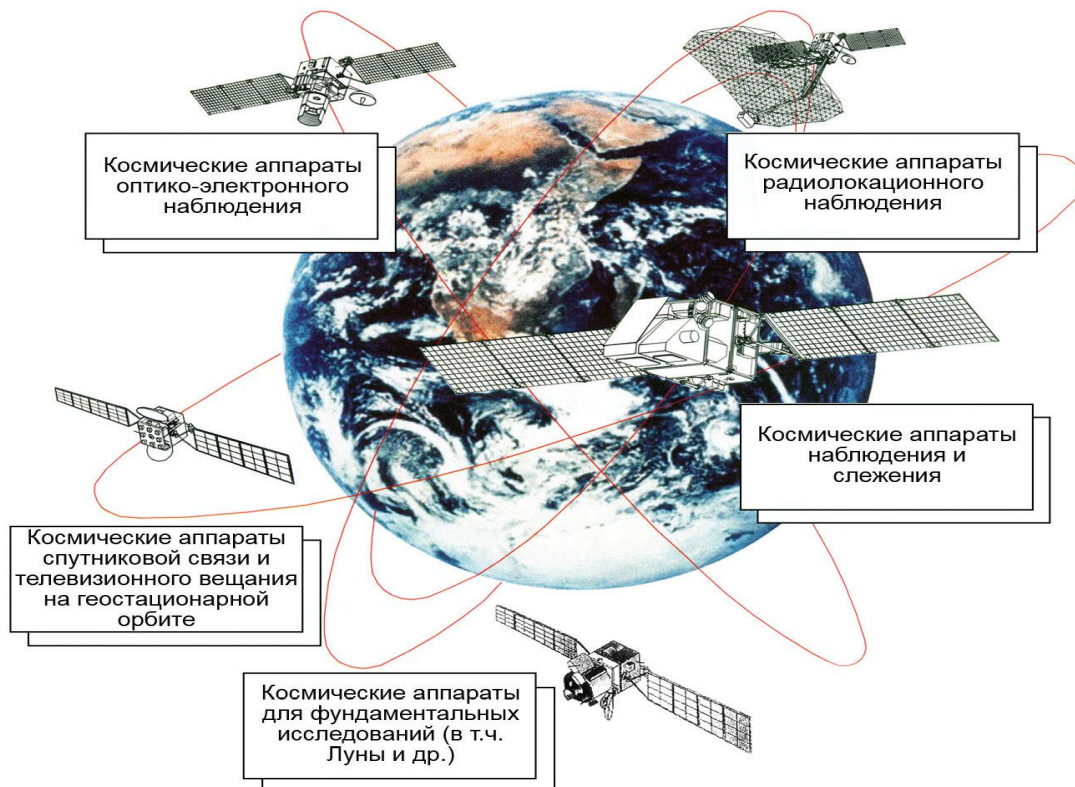 Космические аппараты
оптико-электронного
наблюдения
Космические аппараты
радиолокационного
наблюдения
Космические аппараты
наблюдения и
слежения
Космические аппараты
спутниковой связи и
телевизионного вещания
на геостационарной
орбите
Космические аппараты
для фундаментальных
исследований (в т.ч.
Луны и др.)